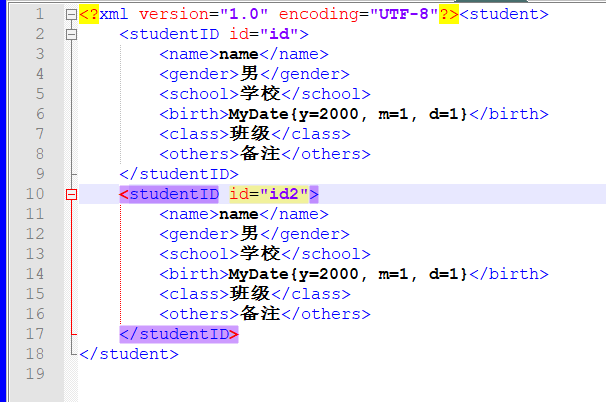 1 <?xml version="1.0" encoding="UTF-8"?><student>
2 <studentID id="id">
3 <name>name</name>
4 <gender>男</gender>
5 <school>学校</school>
6 <birth>MyDate{y=2000, m=1, d=1}</birth>
7 <class>班级</class>
8 <others>备注</others>
9 </studentID>
10 <studentID id="id2">
11 <name>name</name>
12 <gender>男</gender>
13 <school>学校</school>
14 <birth>MyDate{y=2000, m=1, d=1}</birth>
15 <class>班级</class>
16 <others>备注</others>
17 </studentID>
18 </student>
19